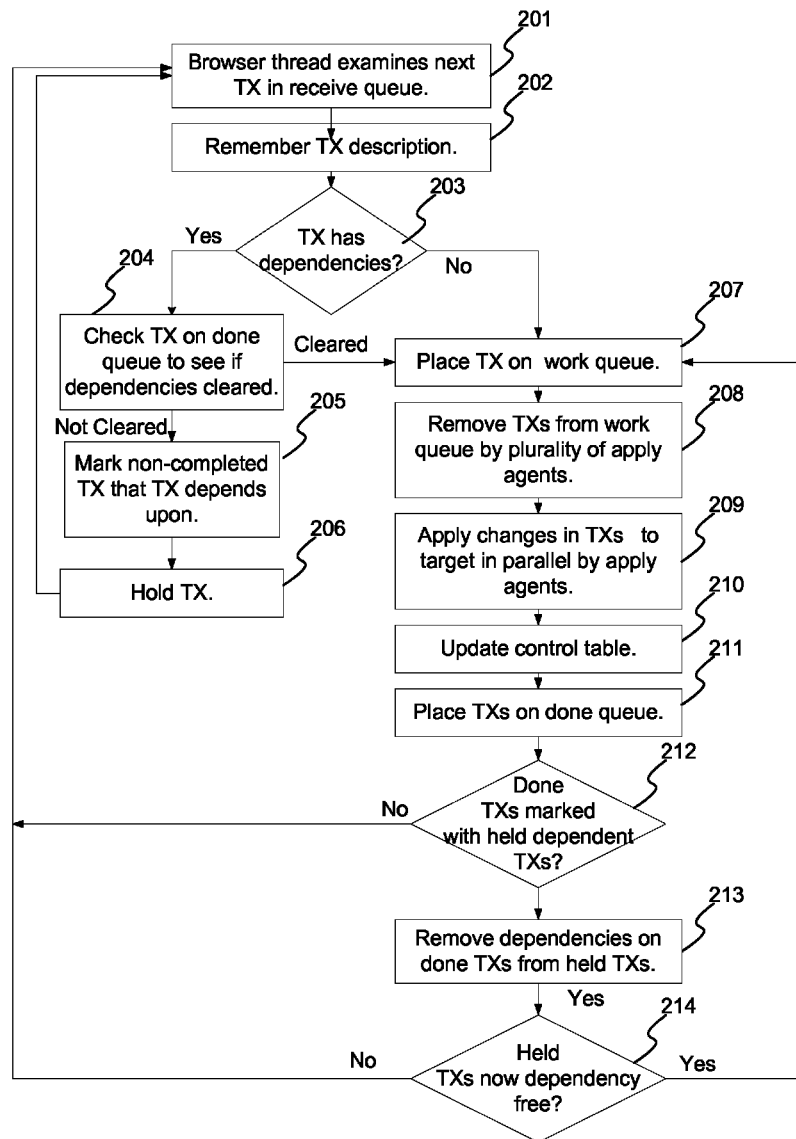 201
Browser thread examines next
TX in receive queue.
202
Remember TX description.
203
Yes
TX has
dependencies?
No
204
207
Check TX on done
queue to see if
dependencies cleared.
Cleared
Place TX on work queue.
208
Not Cleared
205
Remove TXs from work
queue by plurality of apply
agents.
Mark non-completed
TX that TX depends
upon.
209
206
Apply changes in TXs to
target in parallel by apply
agents.
Hold TX.
210
Update control table.
211
Place TXs on done queue.
212
No
Done
TXs marked
with held dependent
TXs?
213
Remove dependencies on
done TXs from held TXs.
Yes
214
No
Held
TXs now dependency
free?
Yes